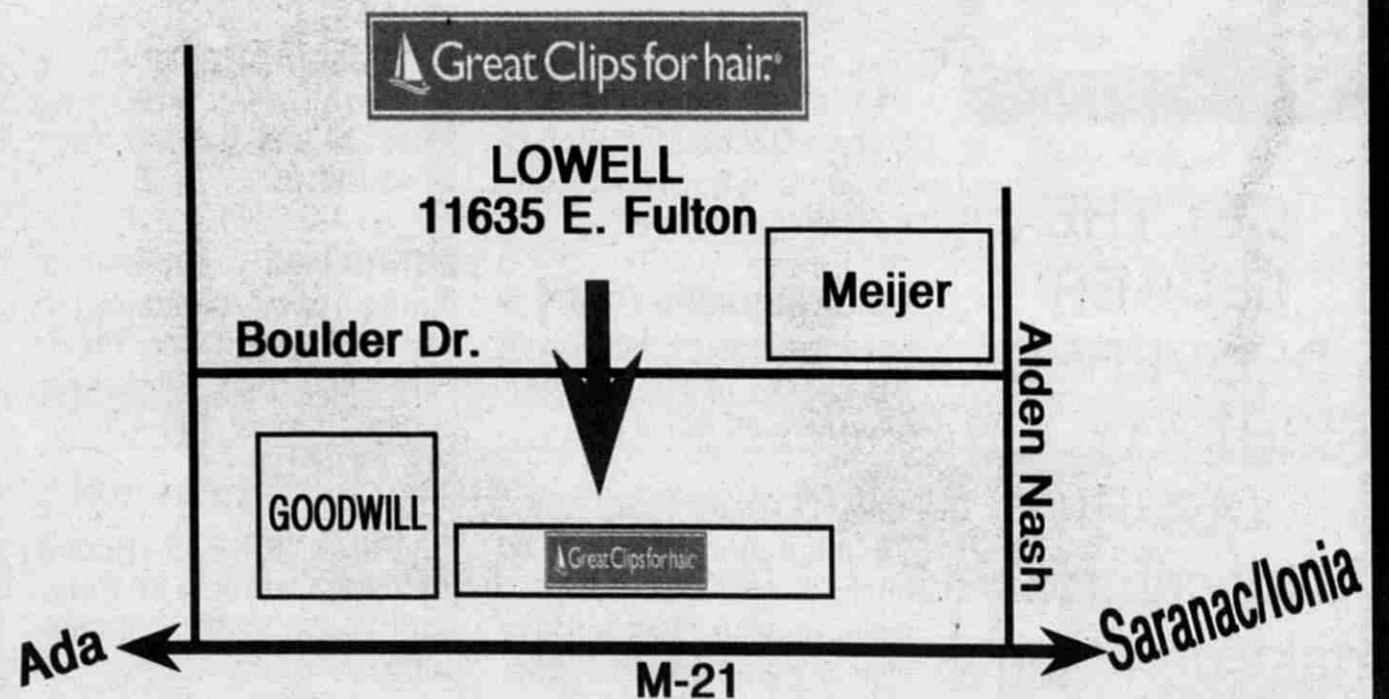 Great Clips for hair.®
LOWELL
11635 E. Fulton
Meijer
Boulder Dr.
Alden Nash
GOODWILL
Great Clips for hair
Saranac/Ionia
Ada
M-21